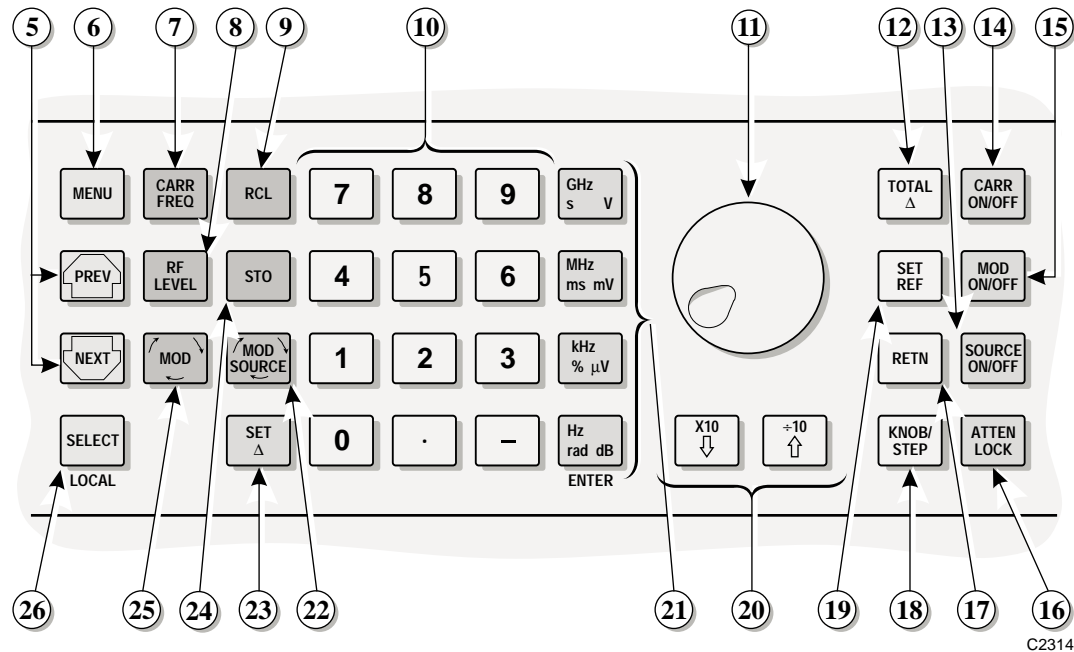 5 6 7 8 9 10 11 12 13 14 15
MENU
CARR
FREQ
RCL
7 8 9
GHz
s V
TOTAL
Δ
CARR
ON/OFF
PREV
RF
LEVEL
STO
4 5 6
MHz
ms mV
SET
REF
MOD
ON/OFF
NEXT
MOD
MOD
SOURCE
1 2 3
kHz
% μV
RETN
SOURCE
ON/OFF
SELECT
LOCAL
SET
Δ
0 . –
Hz
rad dB
ENTER
X10
÷10
KNOB/
STEP
ATTEN
LOCK
26 25 24 23 22 21 20 19 18 17 16
C2314